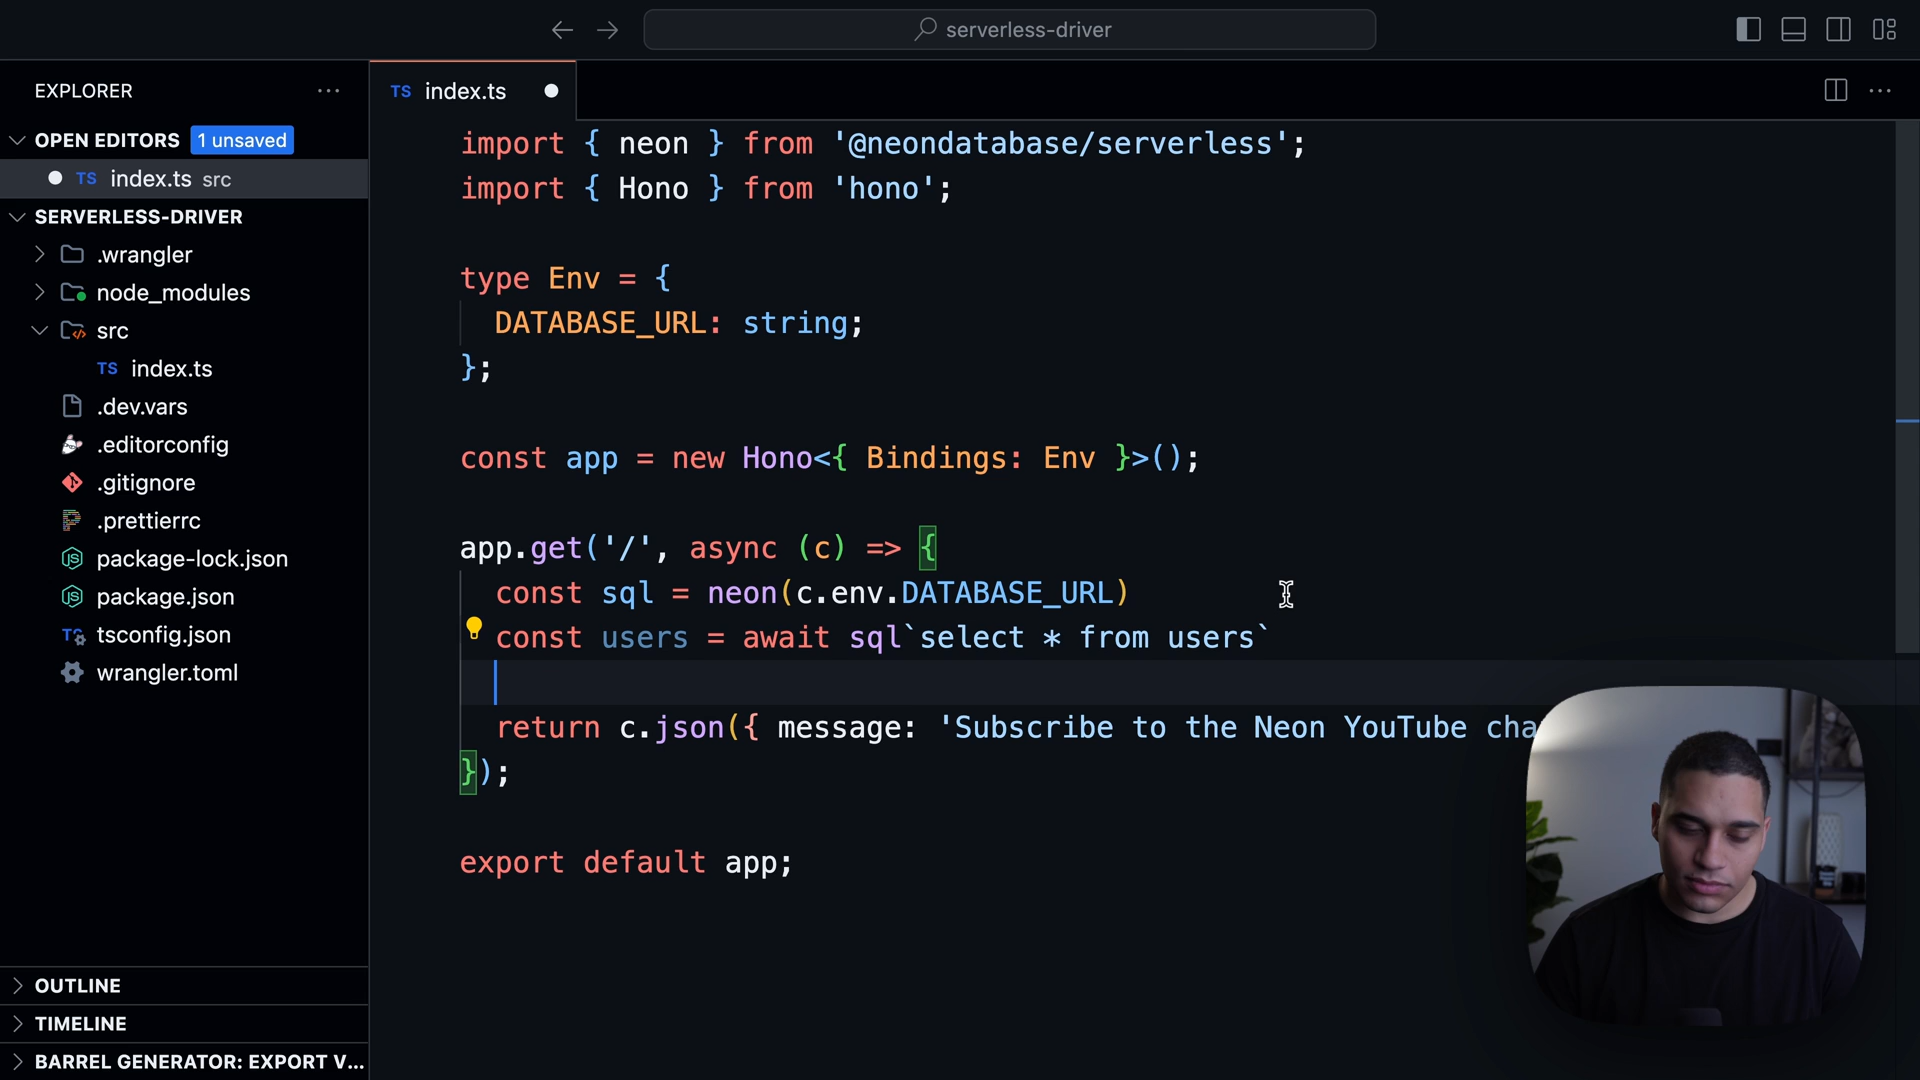 serverless-driver
EXPLORER
OPEN EDITORS 1 unsaved
TS index.ts src
SERVERLESS-DRIVER
.wrangler
node_modules
src
TS index.ts
.dev.vars
.editorconfig
.gitignore
.prettierrc
package-lock.json
package.json
tsconfig.json
wrangler.toml
OUTLINE
TIMELINE
BARREL GENERATOR: EXPORT V...
TS index.ts
import { neon } from '@neondatabase/serverless';
import { Hono } from 'hono';
type Env = {
DATABASE_URL: string;
};
const app = new Hono<{ Bindings: Env }>();
app.get('/', async (c) => {
const sql = neon(c.env.DATABASE_URL)
const users = await sql`select * from users`
return c.json({ message: 'Subscribe to the Neon YouTube
});
export default app;